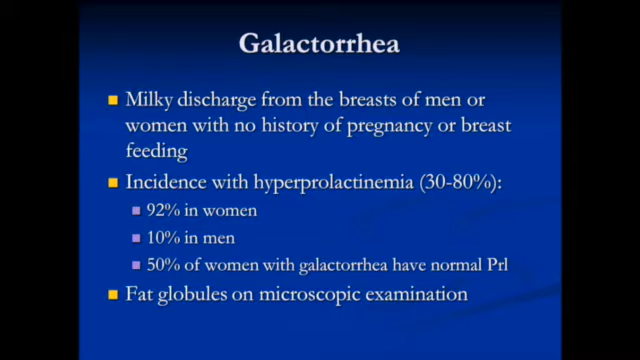 Galactorrhea
Milky discharge from the breasts of men or
women with no history of pregnancy or breast
feeding
Incidence with hyperprolactinemia (30-80%):
92% in women
10% in men
50% of women with galactorrhea have normal Prl
Fat globules on microscopic examination